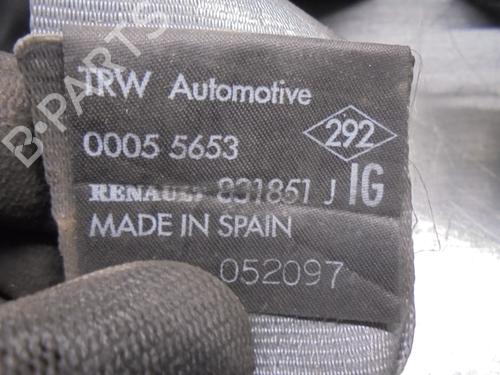 B-PARTS
TRW Automotive
292
0005 5653
RENAULT 831851 J IG
MADE IN SPAIN
052097